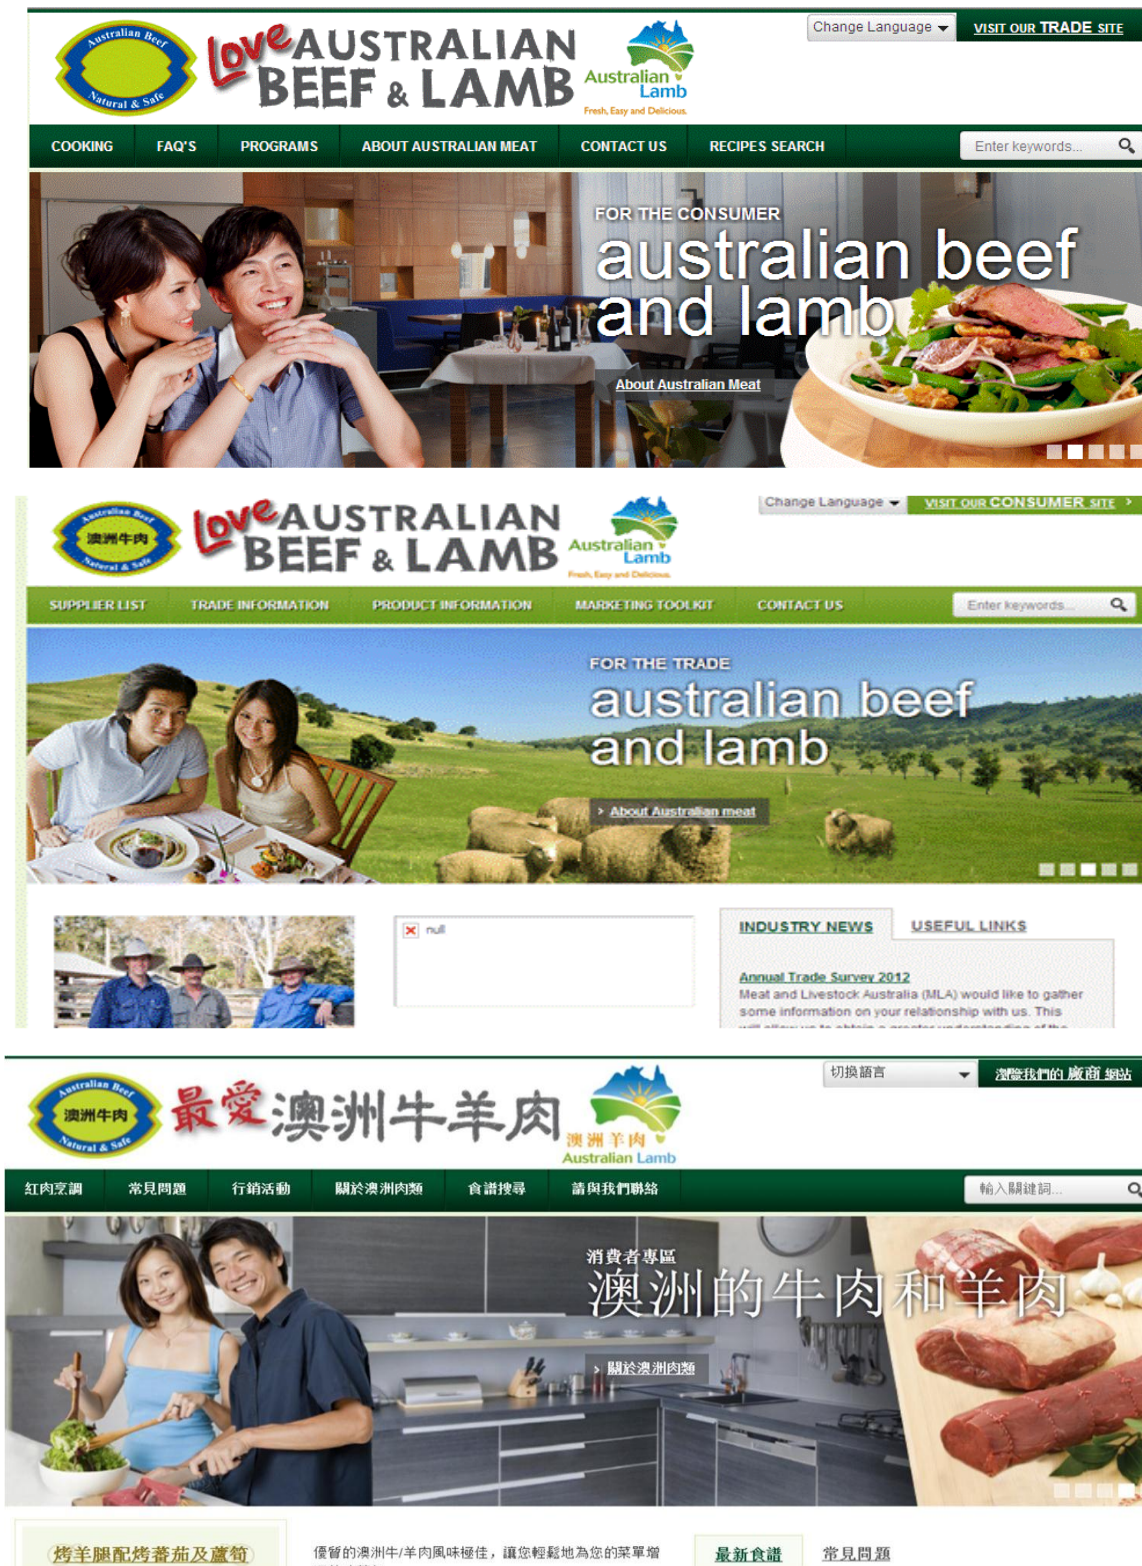 Australian Beef
Natural & Safe
Love AUSTRALIAN
BEEF & LAMB
Australian
Lamb
Fresh, Easy and Delicious.
Change Language
VISIT OUR TRADE SITE
COOKING FAQ'S PROGRAMS ABOUT AUSTRALIAN MEAT CONTACT US RECIPES SEARCH Enter keywords...
FOR THE CONSUMER
australian beef
and lamb
About Australian Meat
Australian Beef
澳洲牛肉
Natural & Safe
Love AUSTRALIAN
BEEF & LAMB
Australian
Lamb
Fresh, Easy and Delicious.
Change Language
VISIT OUR CONSUMER SITE >
SUPPLIER LIST TRADE INFORMATION PRODUCT INFORMATION MARKETING TOOLKIT CONTACT US Enter keywords...
FOR THE TRADE
australian beef
and lamb
> About Australian meat
null
INDUSTRY NEWS USEFUL LINKS
Annual Trade Survey 2012
Meat and Livestock Australia (MLA) would like to gather
some information on your relationship with us. This
will allow us to obtain a greater understanding of the
Australian Beef
澳洲牛肉
Natural & Safe
最愛澳洲牛羊肉
澳洲羊肉
Australian Lamb
切換語言
瀏覽我們的 廠商 網站
紅肉烹調 常見問題 行銷活動 關於澳洲肉類 食譜搜尋 請與我們聯絡 輸入關鍵詞...
消費者專區
澳洲的牛肉和羊肉
> 關於澳洲肉類
烤羊腿配烤蕃茄及蘆筍
優質的澳洲牛/羊肉風味極佳，讓您輕鬆地為您的菜單增
最新食譜 常見問題